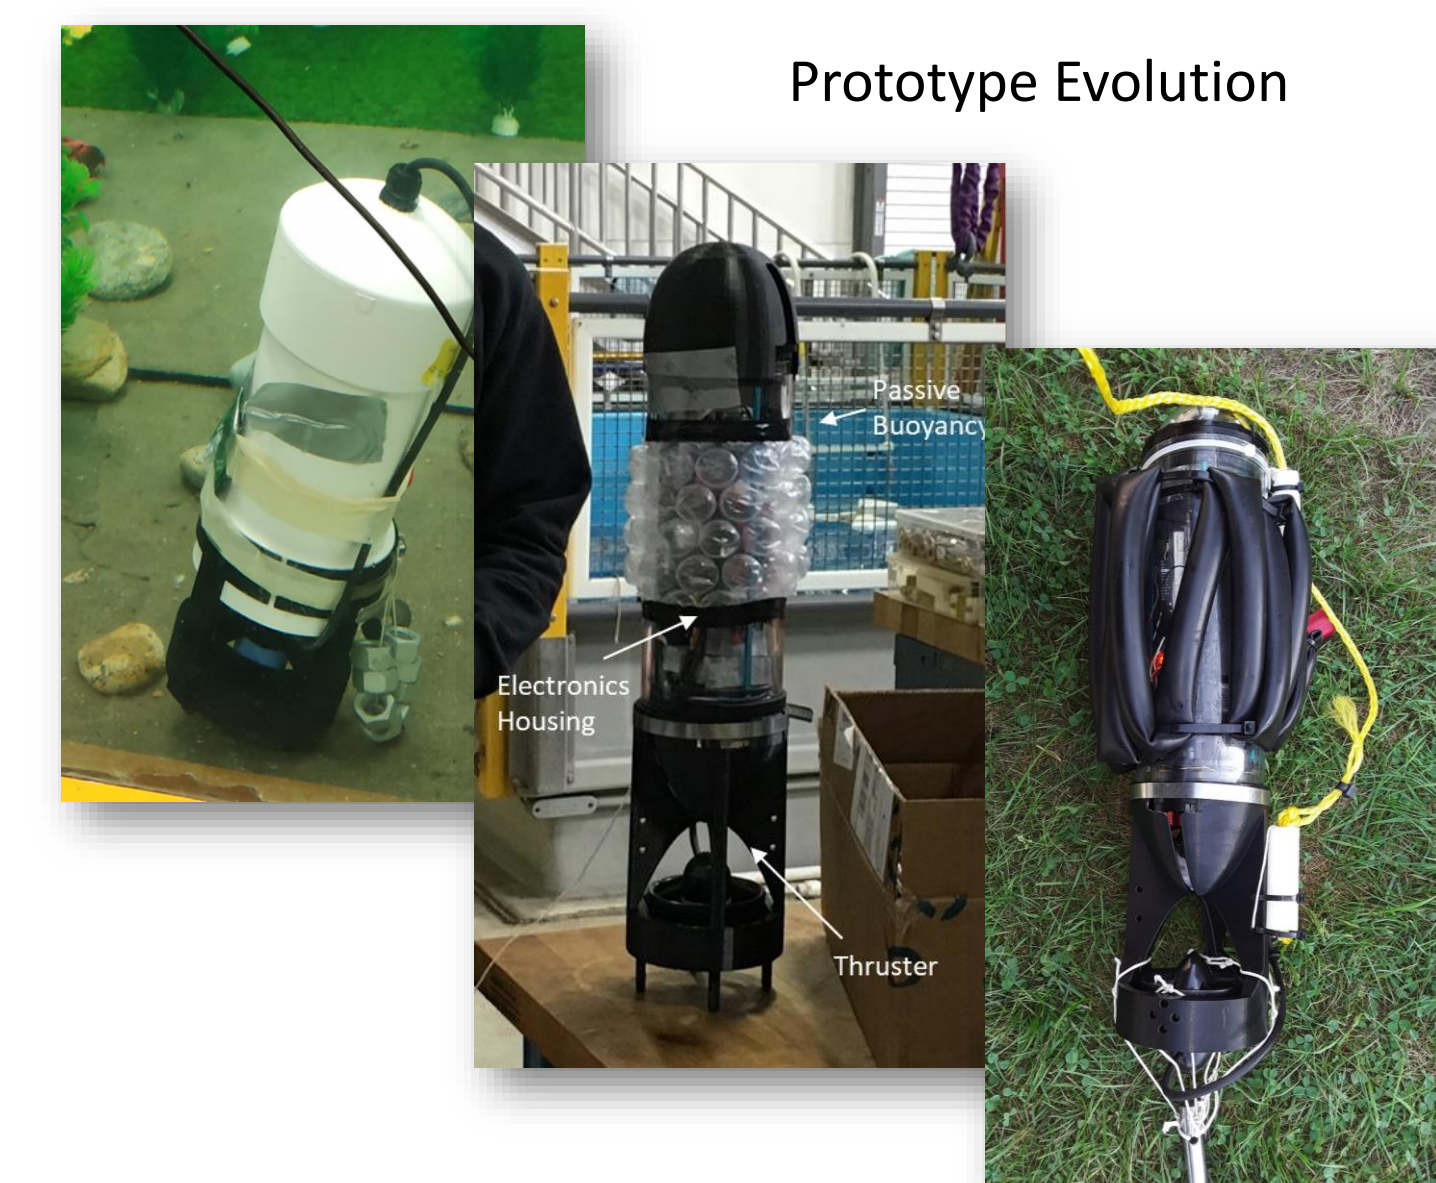 Prototype Evolution
Passive
Buoyancy
Electronics
Housing
Thruster